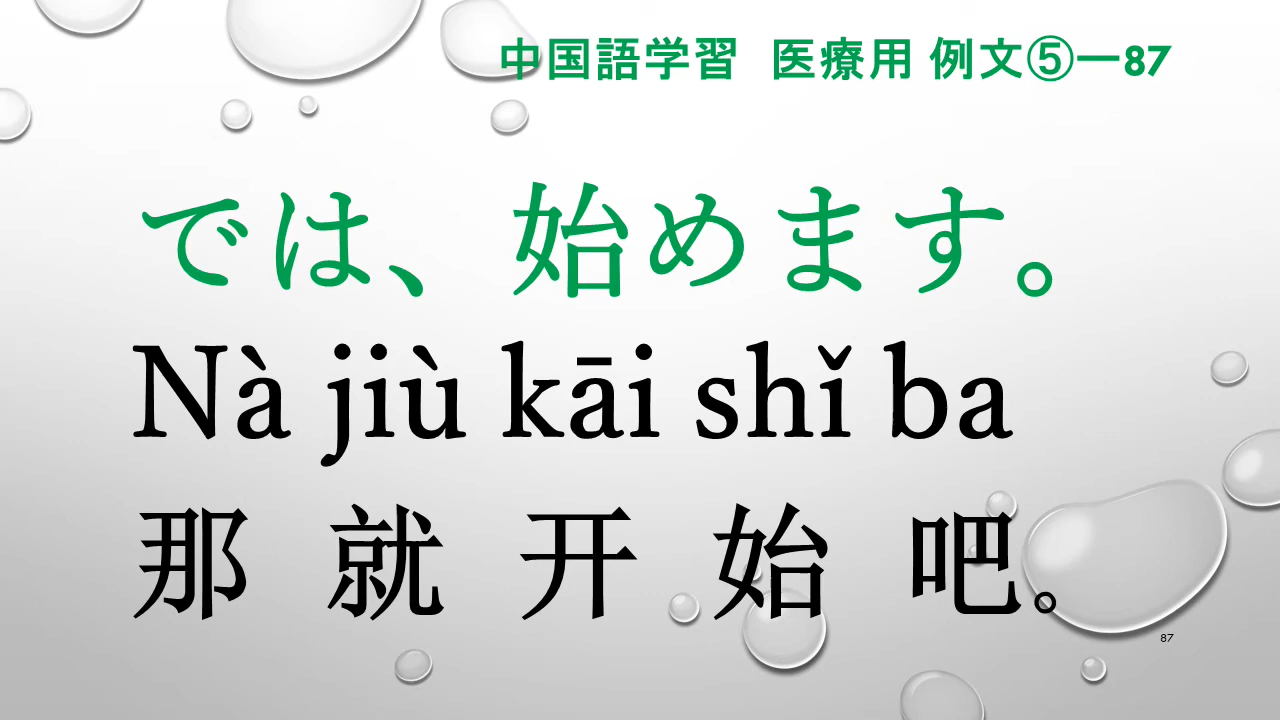 中国語学習 医療用 例文⑤ー87
では、始めます。
Nà jiù kāi shǐ ba
那 就 开 始 吧。
87